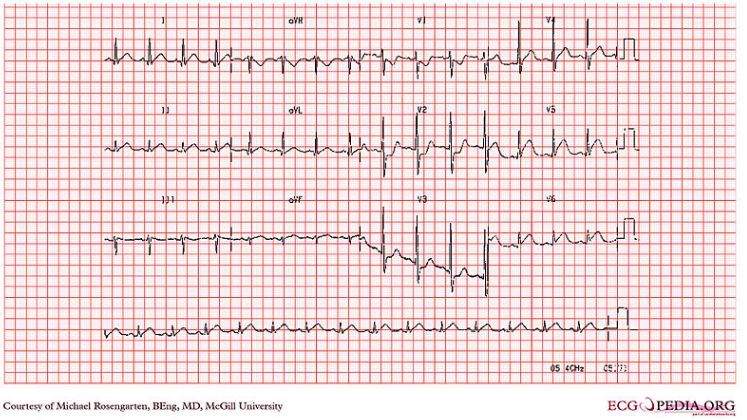 I aVR V1 V4
II aVL V2 V5
III aVF V3 V6
Courtesy of Michael Rosengarten, BEng, MD, McGill University
ECGPEDIA.ORG